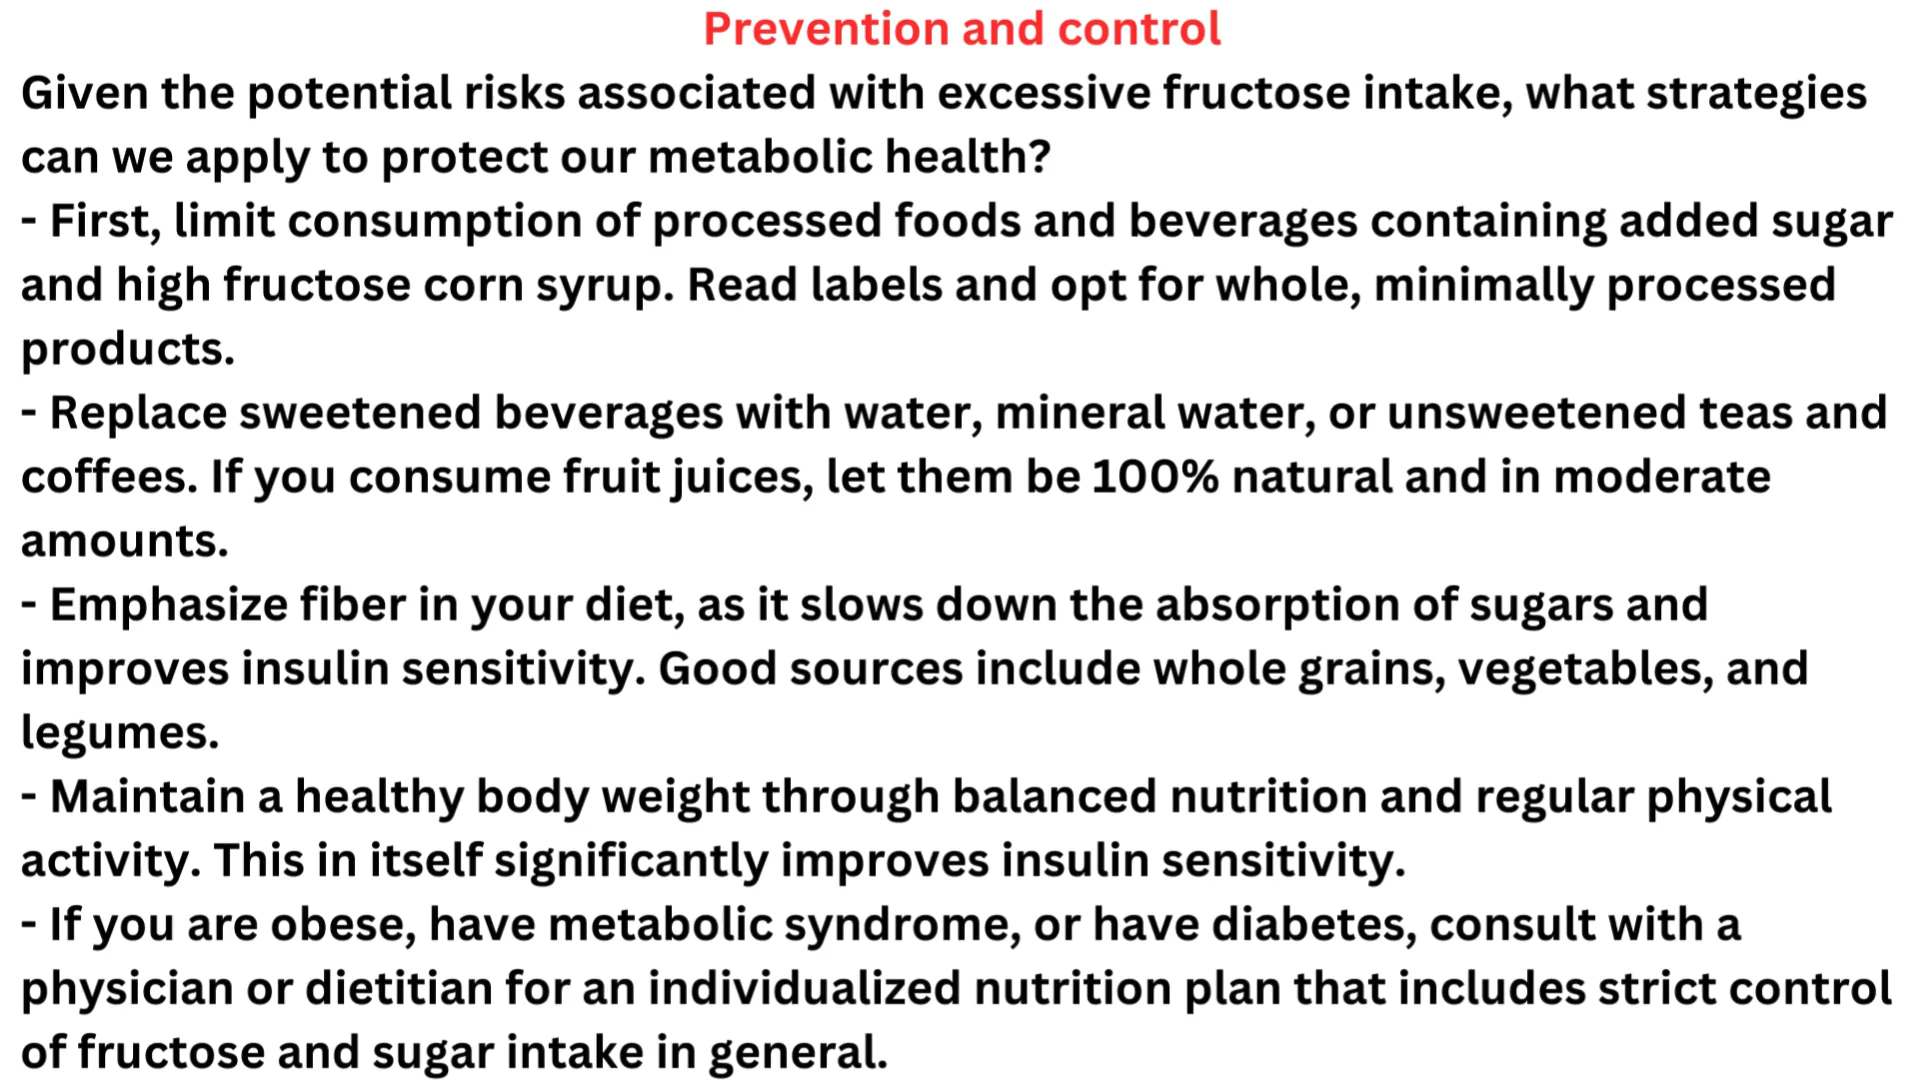 Prevention and control
Given the potential risks associated with excessive fructose intake, what strategies
can we apply to protect our metabolic health?
- First, limit consumption of processed foods and beverages containing added sugar
and high fructose corn syrup. Read labels and opt for whole, minimally processed
products.
- Replace sweetened beverages with water, mineral water, or unsweetened teas and
coffees. If you consume fruit juices, let them be 100% natural and in moderate
amounts.
- Emphasize fiber in your diet, as it slows down the absorption of sugars and
improves insulin sensitivity. Good sources include whole grains, vegetables, and
legumes.
- Maintain a healthy body weight through balanced nutrition and regular physical
activity. This in itself significantly improves insulin sensitivity.
- If you are obese, have metabolic syndrome, or have diabetes, consult with a
physician or dietitian for an individualized nutrition plan that includes strict control
of fructose and sugar intake in general.